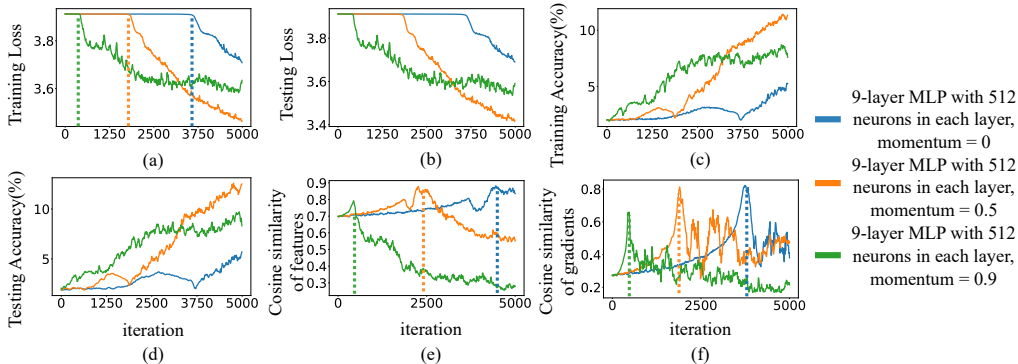 Training Loss
3.8
3.6
0 1250 2500 3750 5000
(a)
Testing Loss
3.8
3.6
3.4
0 1250 2500 3750 5000
(b)
Training Accuracy(%)
10
5
0 1250 2500 3750 5000
(c)
9-layer MLP with 512
neurons in each layer,
momentum = 0
9-layer MLP with 512
neurons in each layer,
momentum = 0.5
9-layer MLP with 512
neurons in each layer,
momentum = 0.9
Testing Accuracy(%)
10
5
0 1250 2500 3750 5000
iteration
(d)
Cosine similarity
of features
0.9
0.8
0.7
0.6
0.5
0.4
0.3
0 2500 5000
iteration
(e)
Cosine similarity
of gradients
0.8
0.6
0.4
0.2
0 2500 5000
iteration
(f)